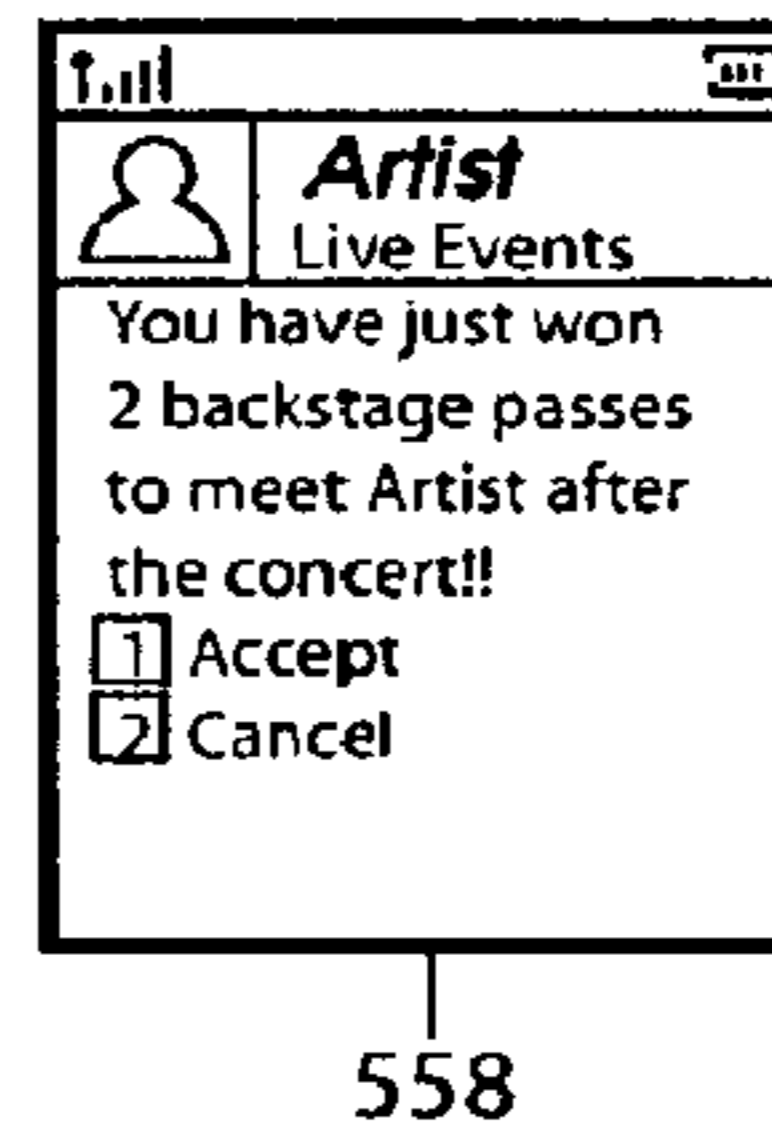 Artist
Live Events
You have just won
2 backstage passes
to meet Artist after
the concert!!
1 Accept
2 Cancel
558